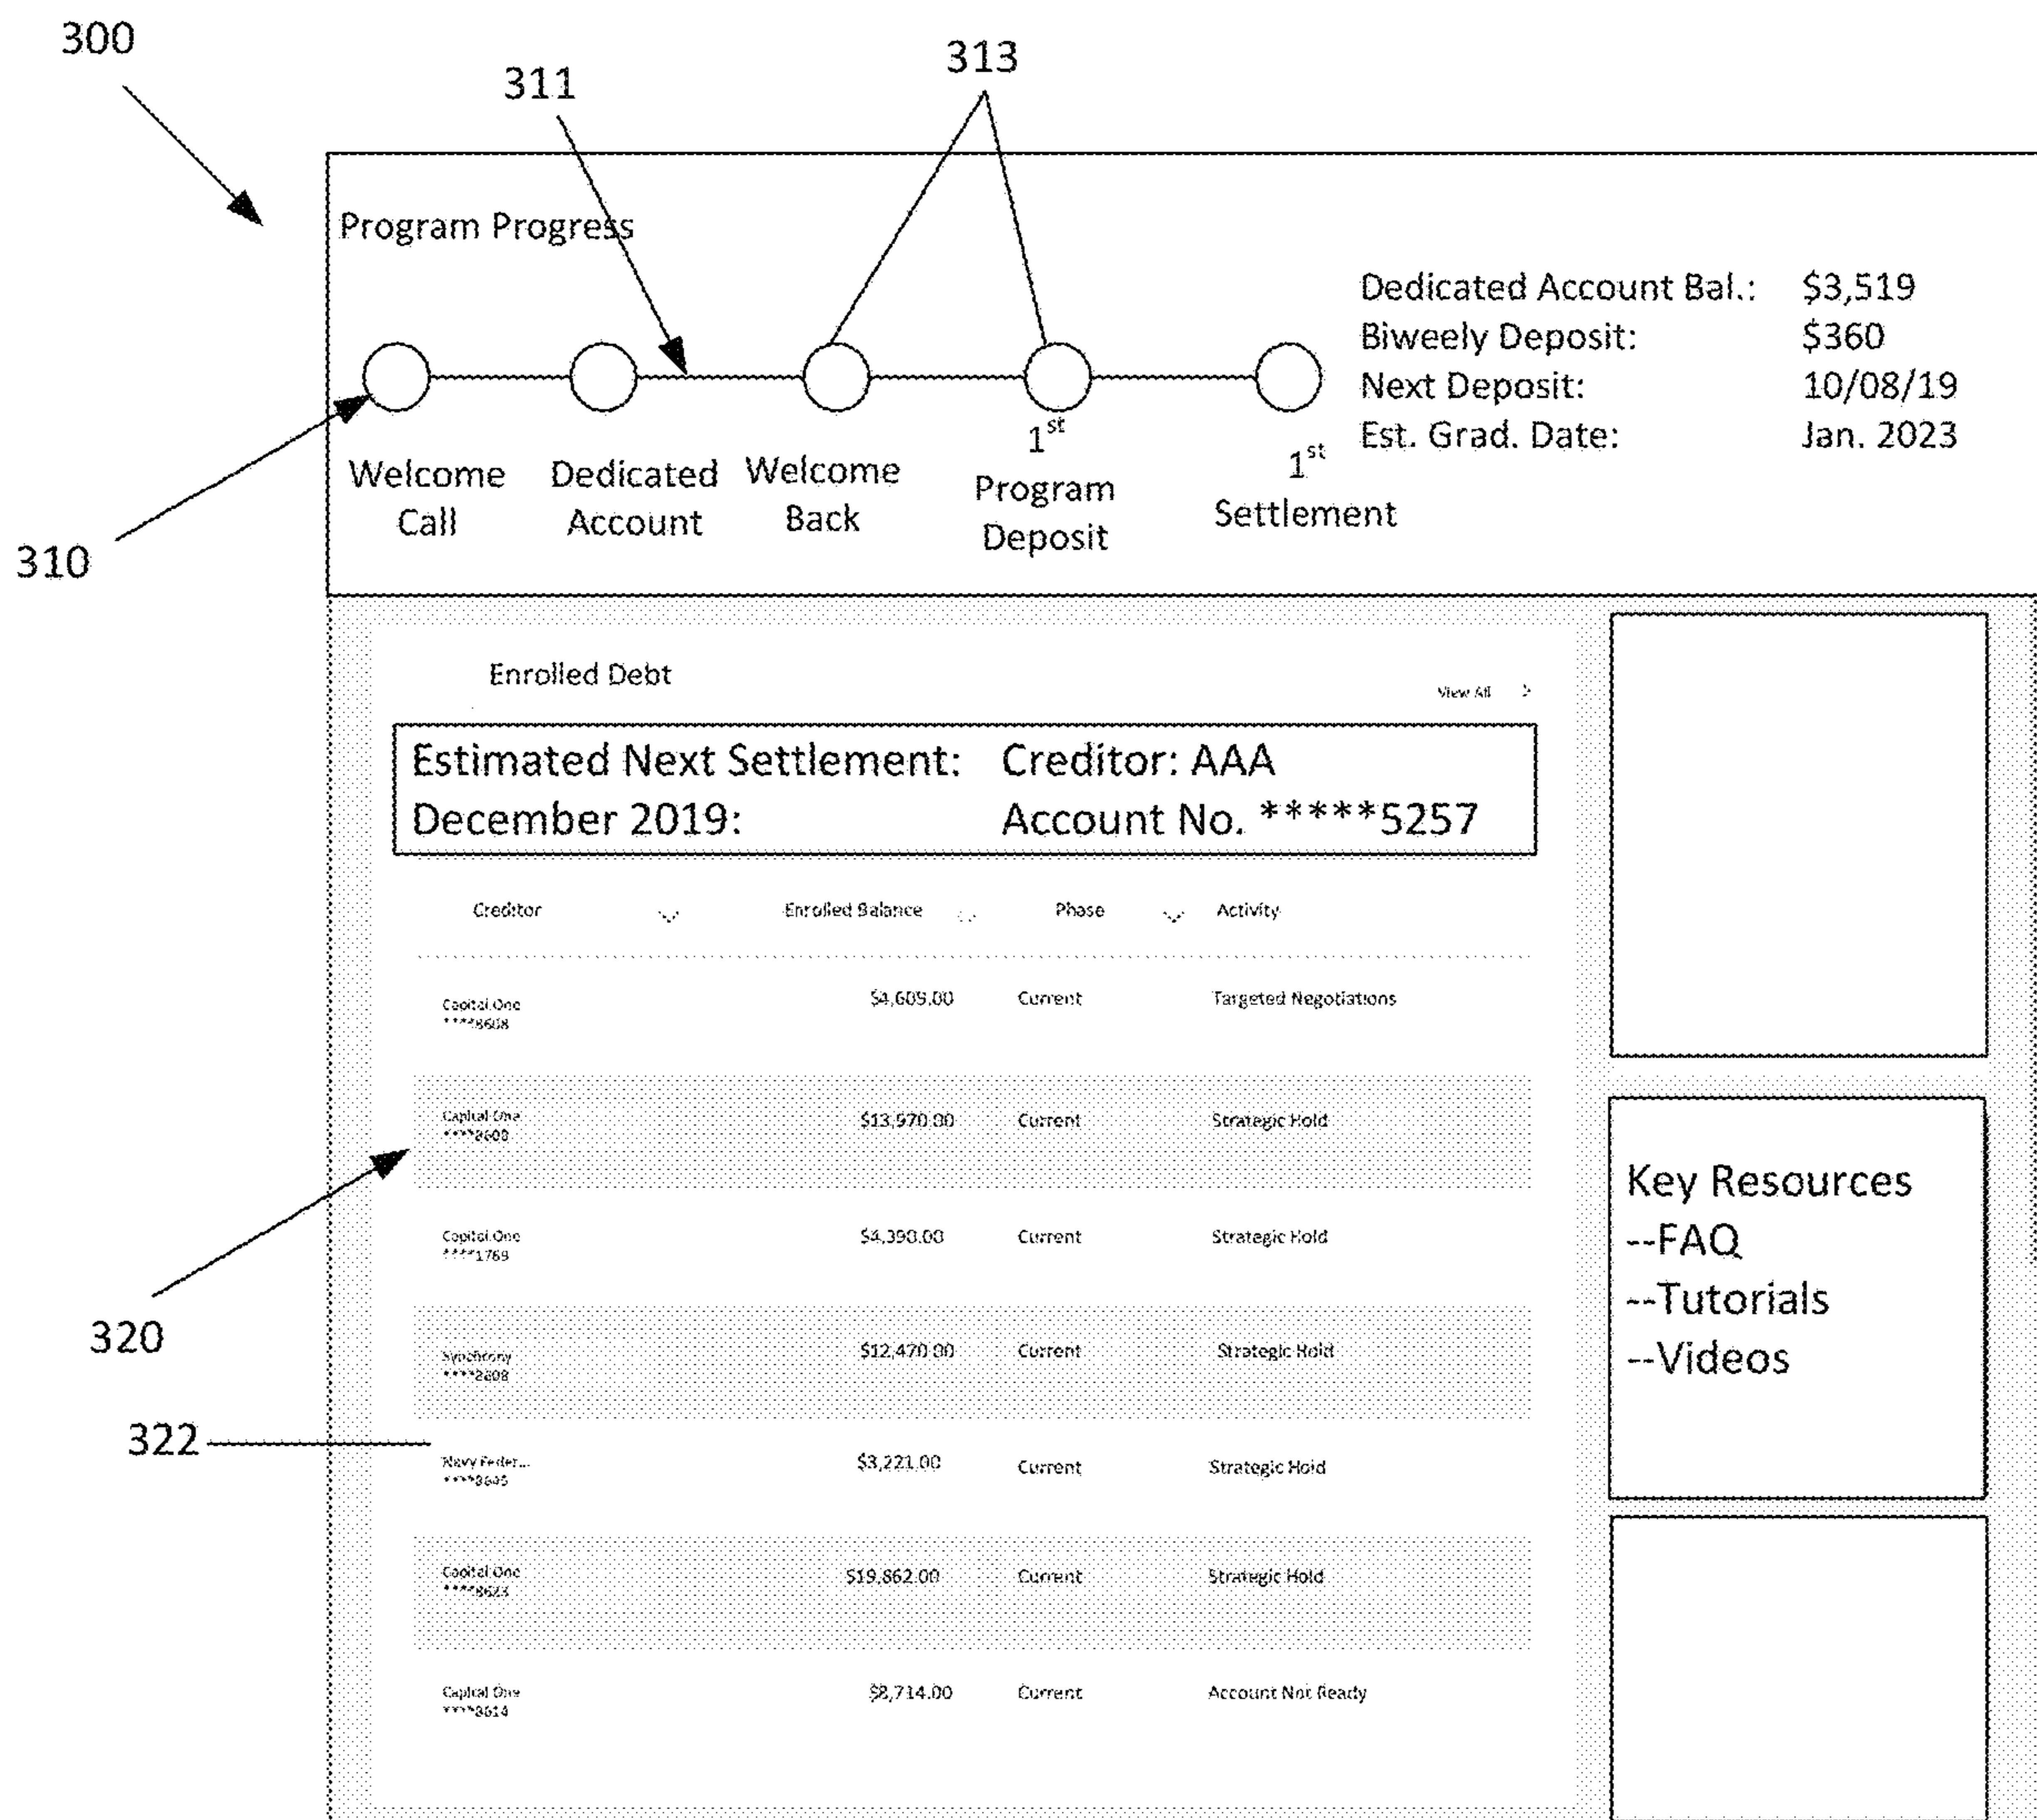 300
311
313
Program Progress
Dedicated Account Bal.: $3,519
Biweely Deposit: $360
Next Deposit: 10/08/19
Est. Grad. Date: Jan. 2023
Welcome Call
Dedicated Account
Welcome Back
1st Program Deposit
1st Settlement
310
Enrolled Debt
View All >
Estimated Next Settlement: Creditor: AAA
December 2019: Account No. *****5257
Creditor Enrolled Balance Phase Activity
Capital One $4,609.00 Current Targeted Negotiations
****8608
Capital One $13,970.00 Current Strategic Hold
Capital One $4,390.00 Current Strategic Hold
****1769
Synchrony $12,470.00 Current Strategic Hold
Navy Feder... $3,221.00 Current Strategic Hold
Capital One $19,862.00 Current Strategic Hold
****8623
Capital One $8,714.00 Current Account Not Ready
320
322
Key Resources
--FAQ
--Tutorials
--Videos